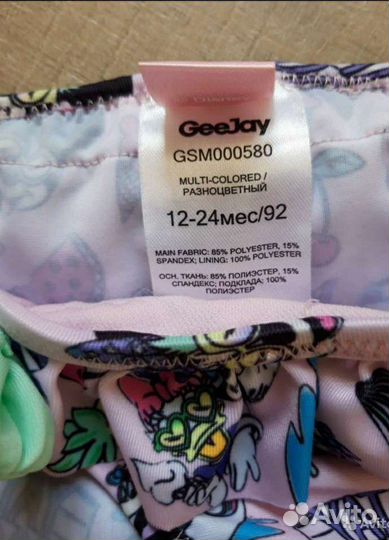 GeeJay
GSM000580
MULTI-COLORED /
РАЗНОЦВЕТНЫЙ
12-24мес/92
MAIN FABRIC: 85% POLYESTER, 15%
SPANDEX; LINING: 100% POLYESTER
ОСН. ТКАНЬ: 85% ПОЛИЭСТЕР, 15%
СПАНДЕКС; ПОДКЛАДА: 100%
ПОЛИЭСТЕР
Avito